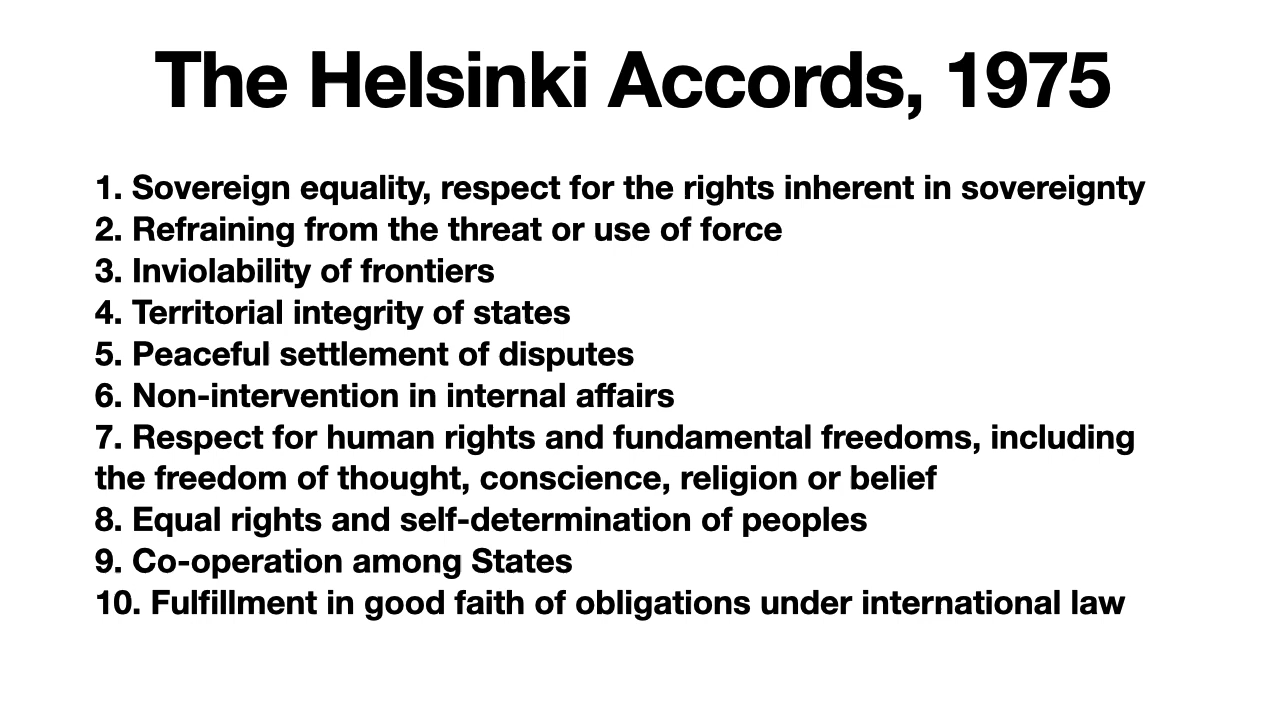 The Helsinki Accords, 1975
1. Sovereign equality, respect for the rights inherent in sovereignty
2. Refraining from the threat or use of force
3. Inviolability of frontiers
4. Territorial integrity of states
5. Peaceful settlement of disputes
6. Non-intervention in internal affairs
7. Respect for human rights and fundamental freedoms, including
the freedom of thought, conscience, religion or belief
8. Equal rights and self-determination of peoples
9. Co-operation among States
10. Fulfillment in good faith of obligations under international law